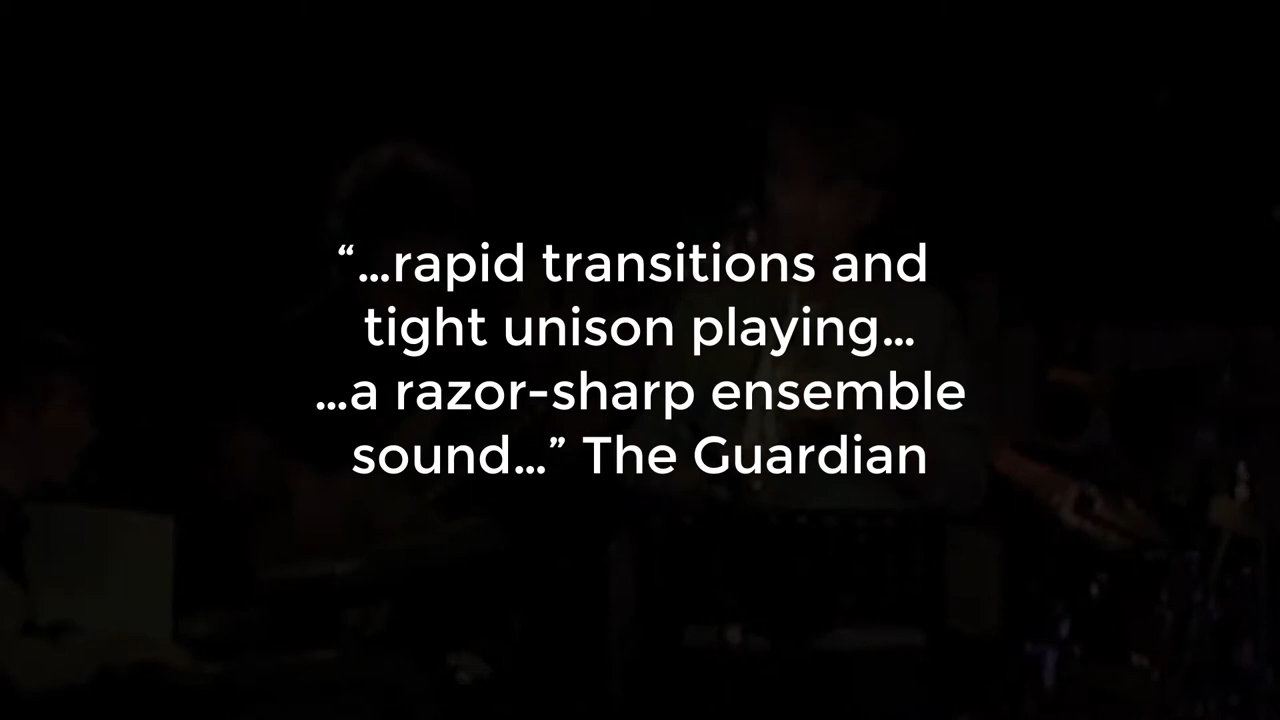 “...rapid transitions and
tight unison playing...
...a razor-sharp ensemble
sound...” The Guardian